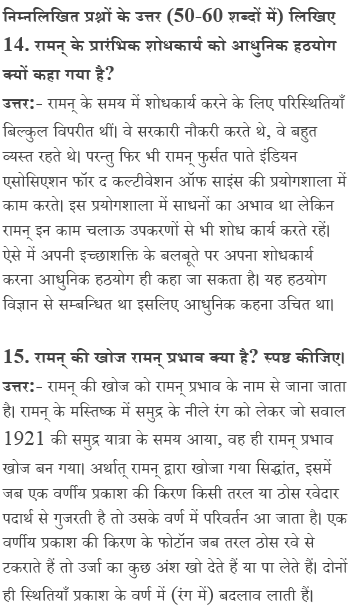 निम्नलिखित प्रश्नों के उत्तर (50-60 शब्दों में) लिखिए
14. रामन् के प्रारंभिक शोधकार्य को आधुनिक हठयोग
क्यों कहा गया है?
उत्तर:- रामन् के समय में शोधकार्य करने के लिए परिस्थितियाँ
बिल्कुल विपरीत थीं। वे सरकारी नौकरी करते थे, वे बहुत
व्यस्त रहते थे। परन्तु फिर भी रामन् फुर्सत पाते इंडियन
एसोसिएशन फॉर द कल्टीवेशन ऑफ साइंस की प्रयोगशाला में
काम करते। इस प्रयोगशाला में साधनों का अभाव था लेकिन
रामन् इन काम चलाऊ उपकरणों से भी शोध कार्य करते रहें।
ऐसे में अपनी इच्छाशक्ति के बलबूते पर अपना शोधकार्य
करना आधुनिक हठयोग ही कहा जा सकता है। यह हठयोग
विज्ञान से सम्बन्धित था इसलिए आधुनिक कहना उचित था।
15. रामन् की खोज रामन् प्रभाव क्या है? स्पष्ट कीजिए।
उत्तर:- रामन् की खोज को रामन् प्रभाव के नाम से जाना जाता
है। रामन् के मस्तिष्क में समुद्र के नीले रंग को लेकर जो सवाल
1921 की समुद्र यात्रा के समय आया, वह ही रामन् प्रभाव
खोज बन गया। अर्थात् रामन् द्वारा खोजा गया सिद्धांत, इसमें
जब एक वर्णीय प्रकाश की किरण किसी तरल या ठोस रवेदार
पदार्थ से गुजरती है तो उसके वर्ण में परिवर्तन आ जाता है। एक
वर्णीय प्रकाश की किरण के फोटॉन जब तरल ठोस रवे से
टकराते हैं तो उर्जा का कुछ अंश खो देते हैं या पा लेते हैं। दोनों
ही स्थितियाँ प्रकाश के वर्ण में (रंग में) बदलाव लाती हैं।